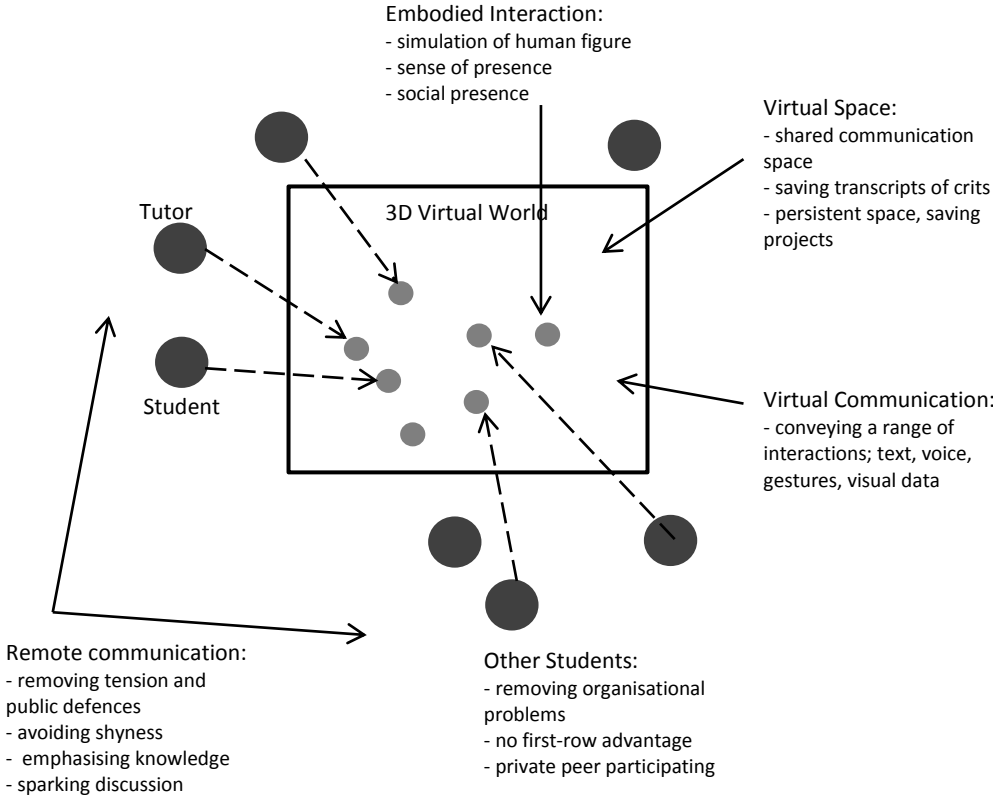 Embodied Interaction:
- simulation of human figure
- sense of presence
- social presence
Virtual Space:
- shared communication
space
- saving transcripts of crits
- persistent space, saving
projects
3D Virtual World
Tutor
Student
Virtual Communication:
- conveying a range of
interactions; text, voice,
gestures, visual data
Remote communication:
- removing tension and
public defences
- avoiding shyness
-  emphasising knowledge
- sparking discussion
Other Students:
- removing organisational
problems
- no first-row advantage
- private peer participating